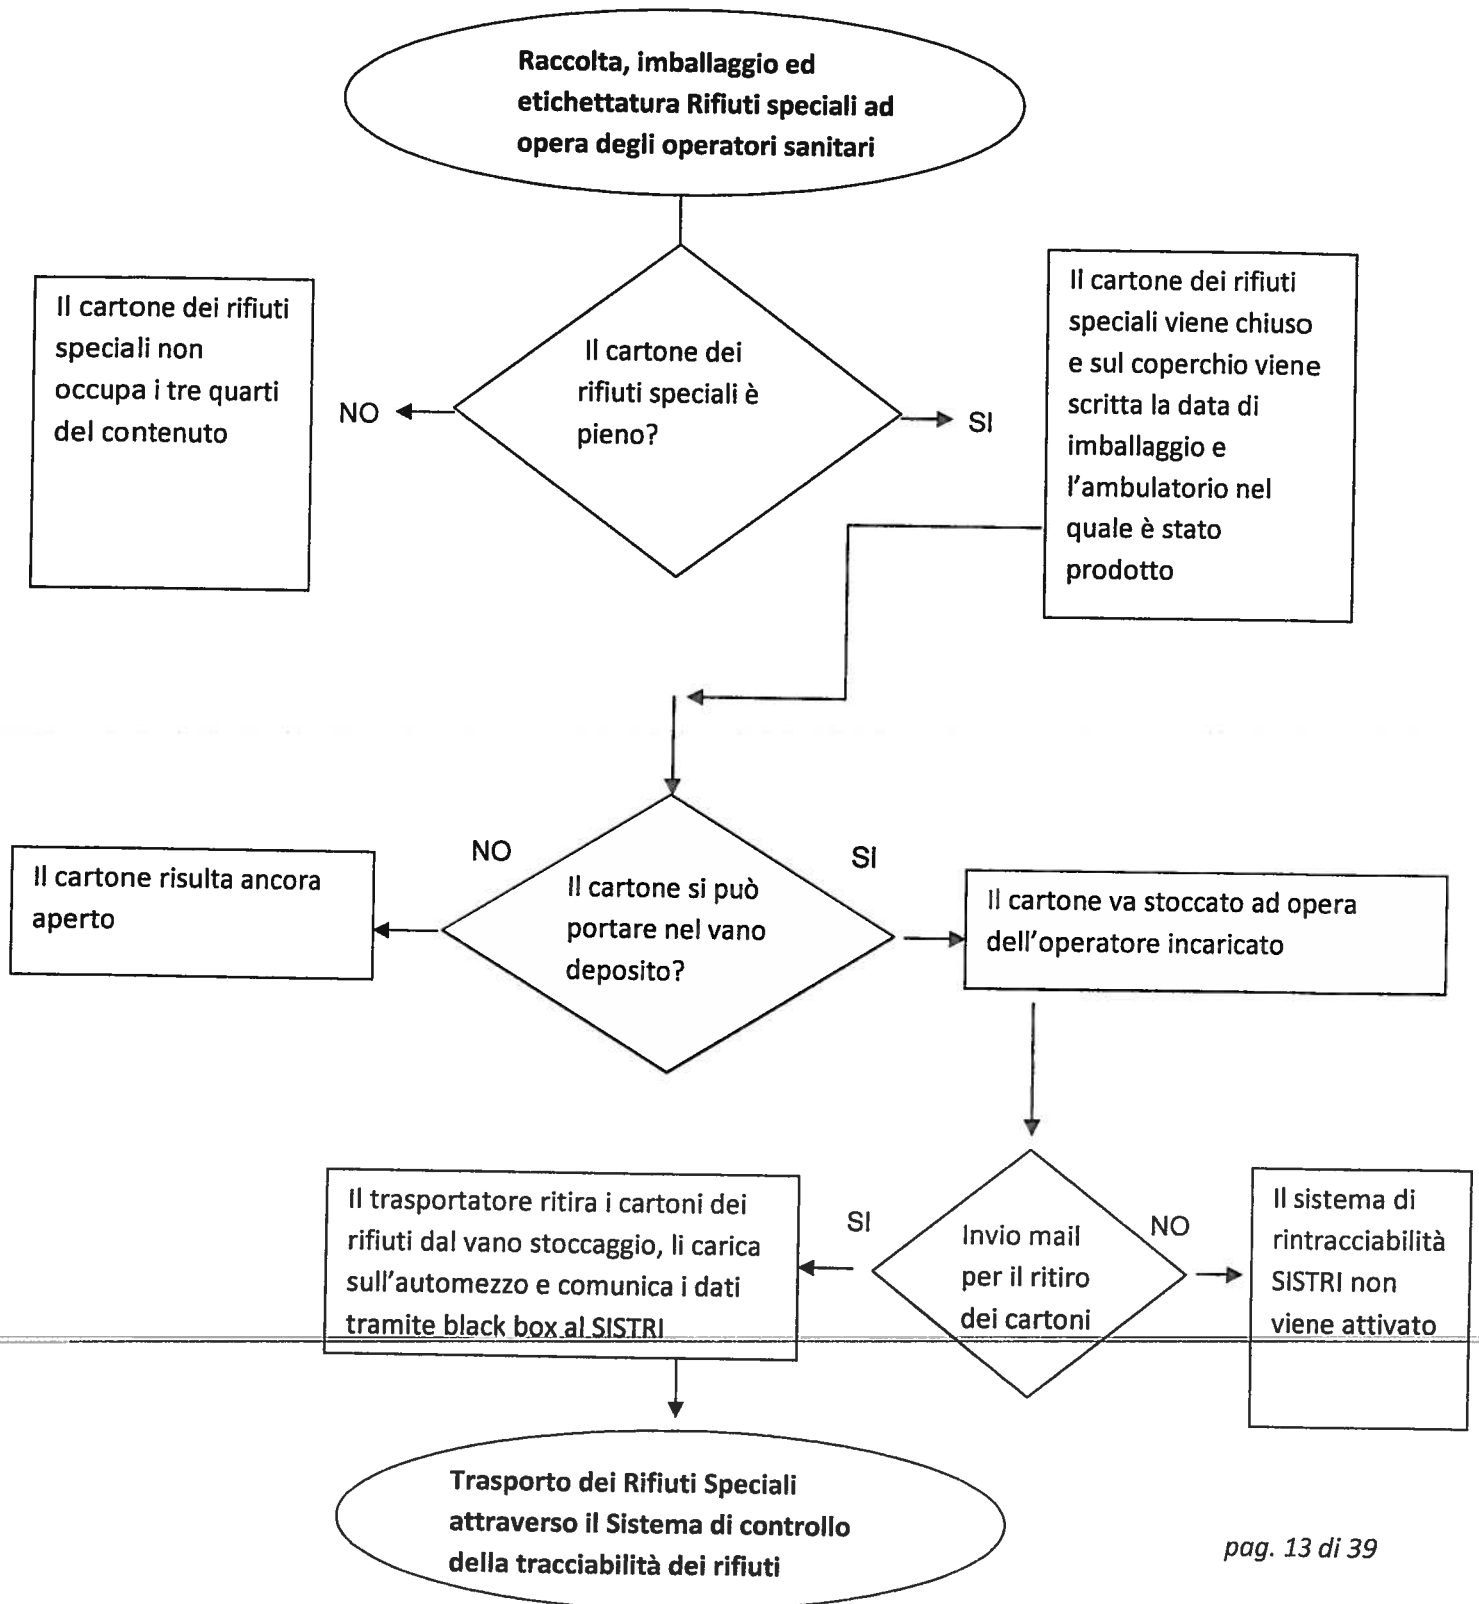 Raccolta, imballaggio ed
etichettatura Rifiuti speciali ad
opera degli operatori sanitari
Il cartone dei rifiuti
speciali non
occupa i tre quarti
del contenuto
NO
Il cartone dei
rifiuti speciali è
pieno?
SI
Il cartone dei rifiuti
speciali viene chiuso
e sul coperchio viene
scritta la data di
imballaggio e
l'ambulatorio nel
quale è stato
prodotto
Il cartone risulta ancora
aperto
NO
Il cartone si può
portare nel vano
deposito?
SI
Il cartone va stoccato ad opera
dell'operatore incaricato
Il trasportatore ritira i cartoni dei
rifiuti dal vano stoccaggio, li carica
sull'automezzo e comunica i dati
tramite black box al SISTRI
SI
Invio mail
per il ritiro
dei cartoni
NO
Il sistema di
rintracciabilità
SISTRI non
viene attivato
Trasporto dei Rifiuti Speciali
attraverso il Sistema di controllo
della tracciabilità dei rifiuti
pag. 13 di 39